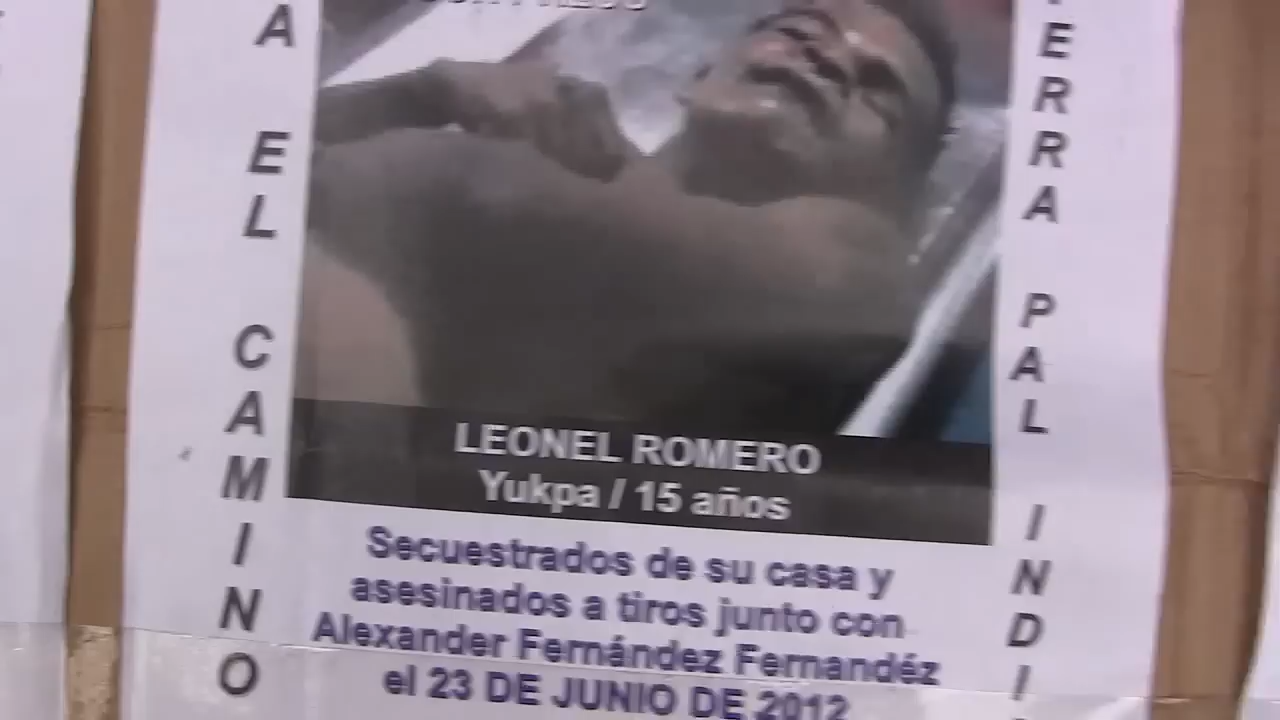 A EL CAMINO
LEONEL ROMERO
Yukpa / 15 años
Secuestrados de su casa y
asesinados a tiros junto con
Alexander Fernández Fernandéz
el 23 DE JUNIO DE 2012
ERRA PAL INDI